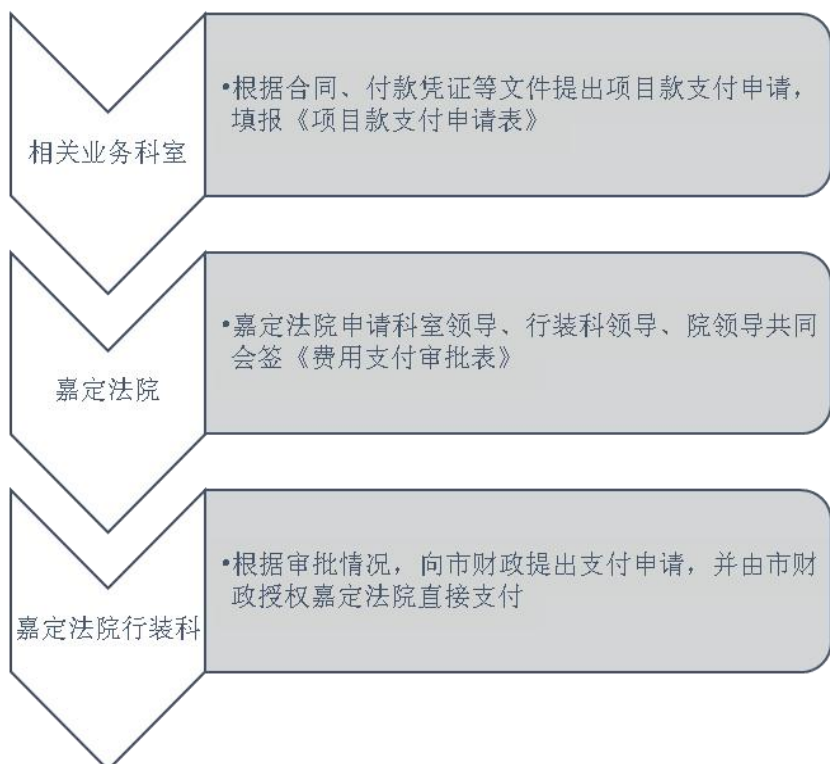 相关业务科室
•根据合同、付款凭证等文件提出项目款支付申请，
填报《项目款支付申请表》
嘉定法院
•嘉定法院申请科室领导、行装科领导、院领导共同
会签《费用支付审批表》
嘉定法院行装科
•根据审批情况，向市财政提出支付申请，并由市财
政授权嘉定法院直接支付